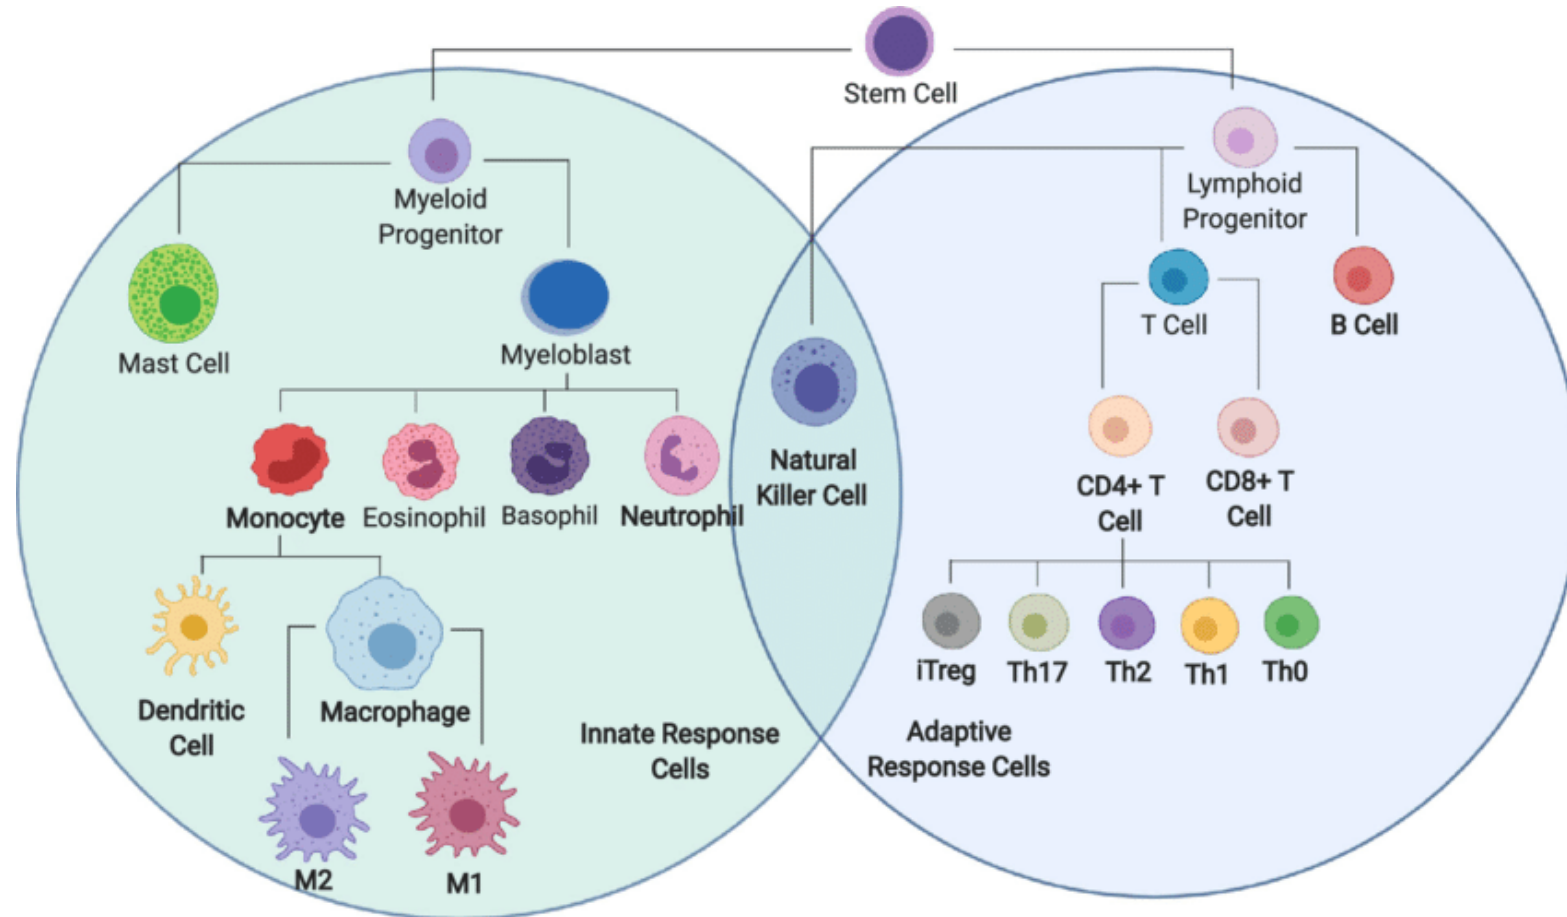 Stem Cell
Myeloid
Progenitor
Lymphoid
Progenitor
Mast Cell
Myeloblast
T Cell
B Cell
Natural
Killer Cell
CD4+ T
Cell
CD8+ T
Cell
Monocyte
Eosinophil
Basophil
Neutrophil
iTreg
Th17
Th2
Th1
Th0
Dendritic
Cell
Macrophage
Innate Response
Cells
Adaptive
Response Cells
M2
M1